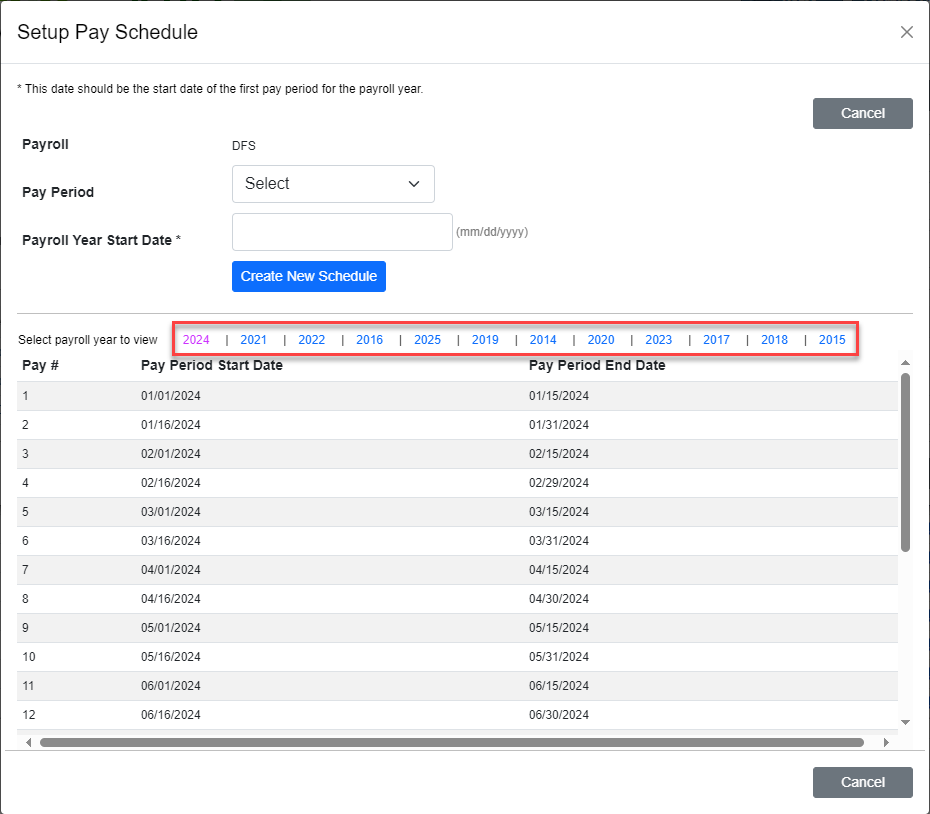 Setup Pay Schedule
* This date should be the start date of the first pay period for the payroll year.
Cancel
Payroll DFS
Pay Period Select
Payroll Year Start Date * (mm/dd/yyyy)
Create New Schedule
Select payroll year to view 2024 | 2021 | 2022 | 2016 | 2025 | 2019 | 2014 | 2020 | 2023 | 2017 | 2018 | 2015
Pay # Pay Period Start Date Pay Period End Date
1 01/01/2024 01/15/2024
2 01/16/2024 01/31/2024
3 02/01/2024 02/15/2024
4 02/16/2024 02/29/2024
5 03/01/2024 03/15/2024
6 03/16/2024 03/31/2024
7 04/01/2024 04/15/2024
8 04/16/2024 04/30/2024
9 05/01/2024 05/15/2024
10 05/16/2024 05/31/2024
11 06/01/2024 06/15/2024
12 06/16/2024 06/30/2024
Cancel